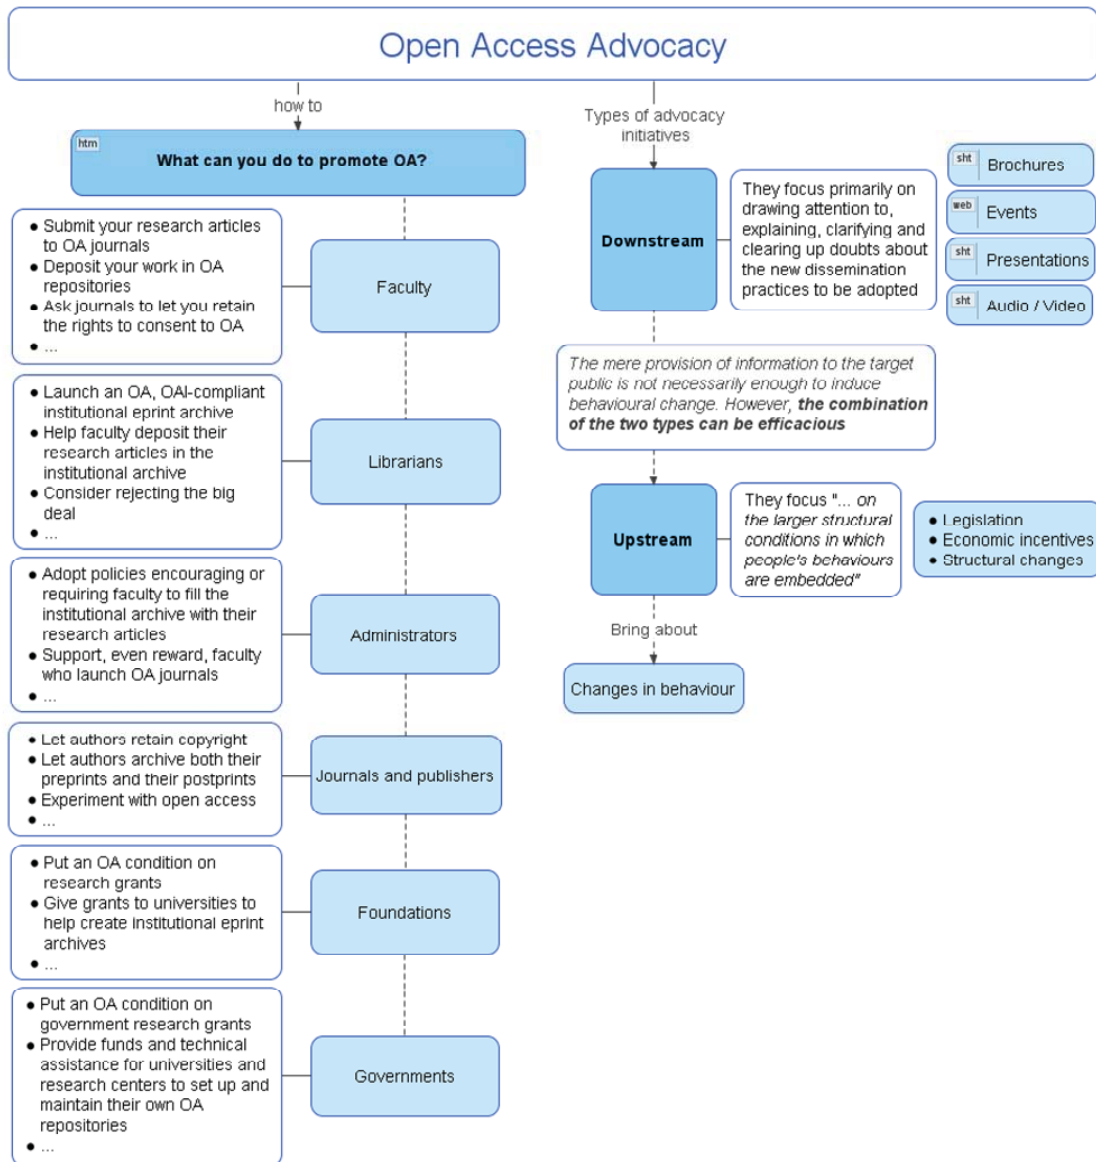 Open Access Advocacy
how to
htm
What can you do to promote OA?
● Submit your research articles
to OA journals
● Deposit your work in OA
repositories
● Ask journals to let you retain
the rights to consent to OA
● ...
Faculty
● Launch an OA, OAI-compliant
institutional eprint archive
● Help faculty deposit their
research articles in the
institutional archive
● Consider rejecting the big
deal
● ...
Librarians
● Adopt policies encouraging or
requiring faculty to fill the
institutional archive with their
research articles
● Support, even reward, faculty
who launch OA journals
● ...
Administrators
● Let authors retain copyright
● Let authors archive both their
preprints and their postprints
● Experiment with open access
● ...
Journals and publishers
● Put an OA condition on
research grants
● Give grants to universities to
help create institutional eprint
archives
● ...
Foundations
● Put an OA condition on
government research grants
● Provide funds and technical
assistance for universities and
research centers to set up and
maintain their own OA
repositories
● ...
Governments
Types of advocacy
initiatives
Downstream
They focus primarily on
drawing attention to,
explaining, clarifying and
clearing up doubts about
the new dissemination
practices to be adopted
sht Brochures
web Events
sht Presentations
sht Audio / Video
The mere provision of information to the target
public is not necessarily enough to induce
behavioural change. However, the combination
of the two types can be efficacious
Upstream
They focus "... on
the larger structural
conditions in which
people's behaviours
are embedded"
● Legislation
● Economic incentives
● Structural changes
Bring about
Changes in behaviour